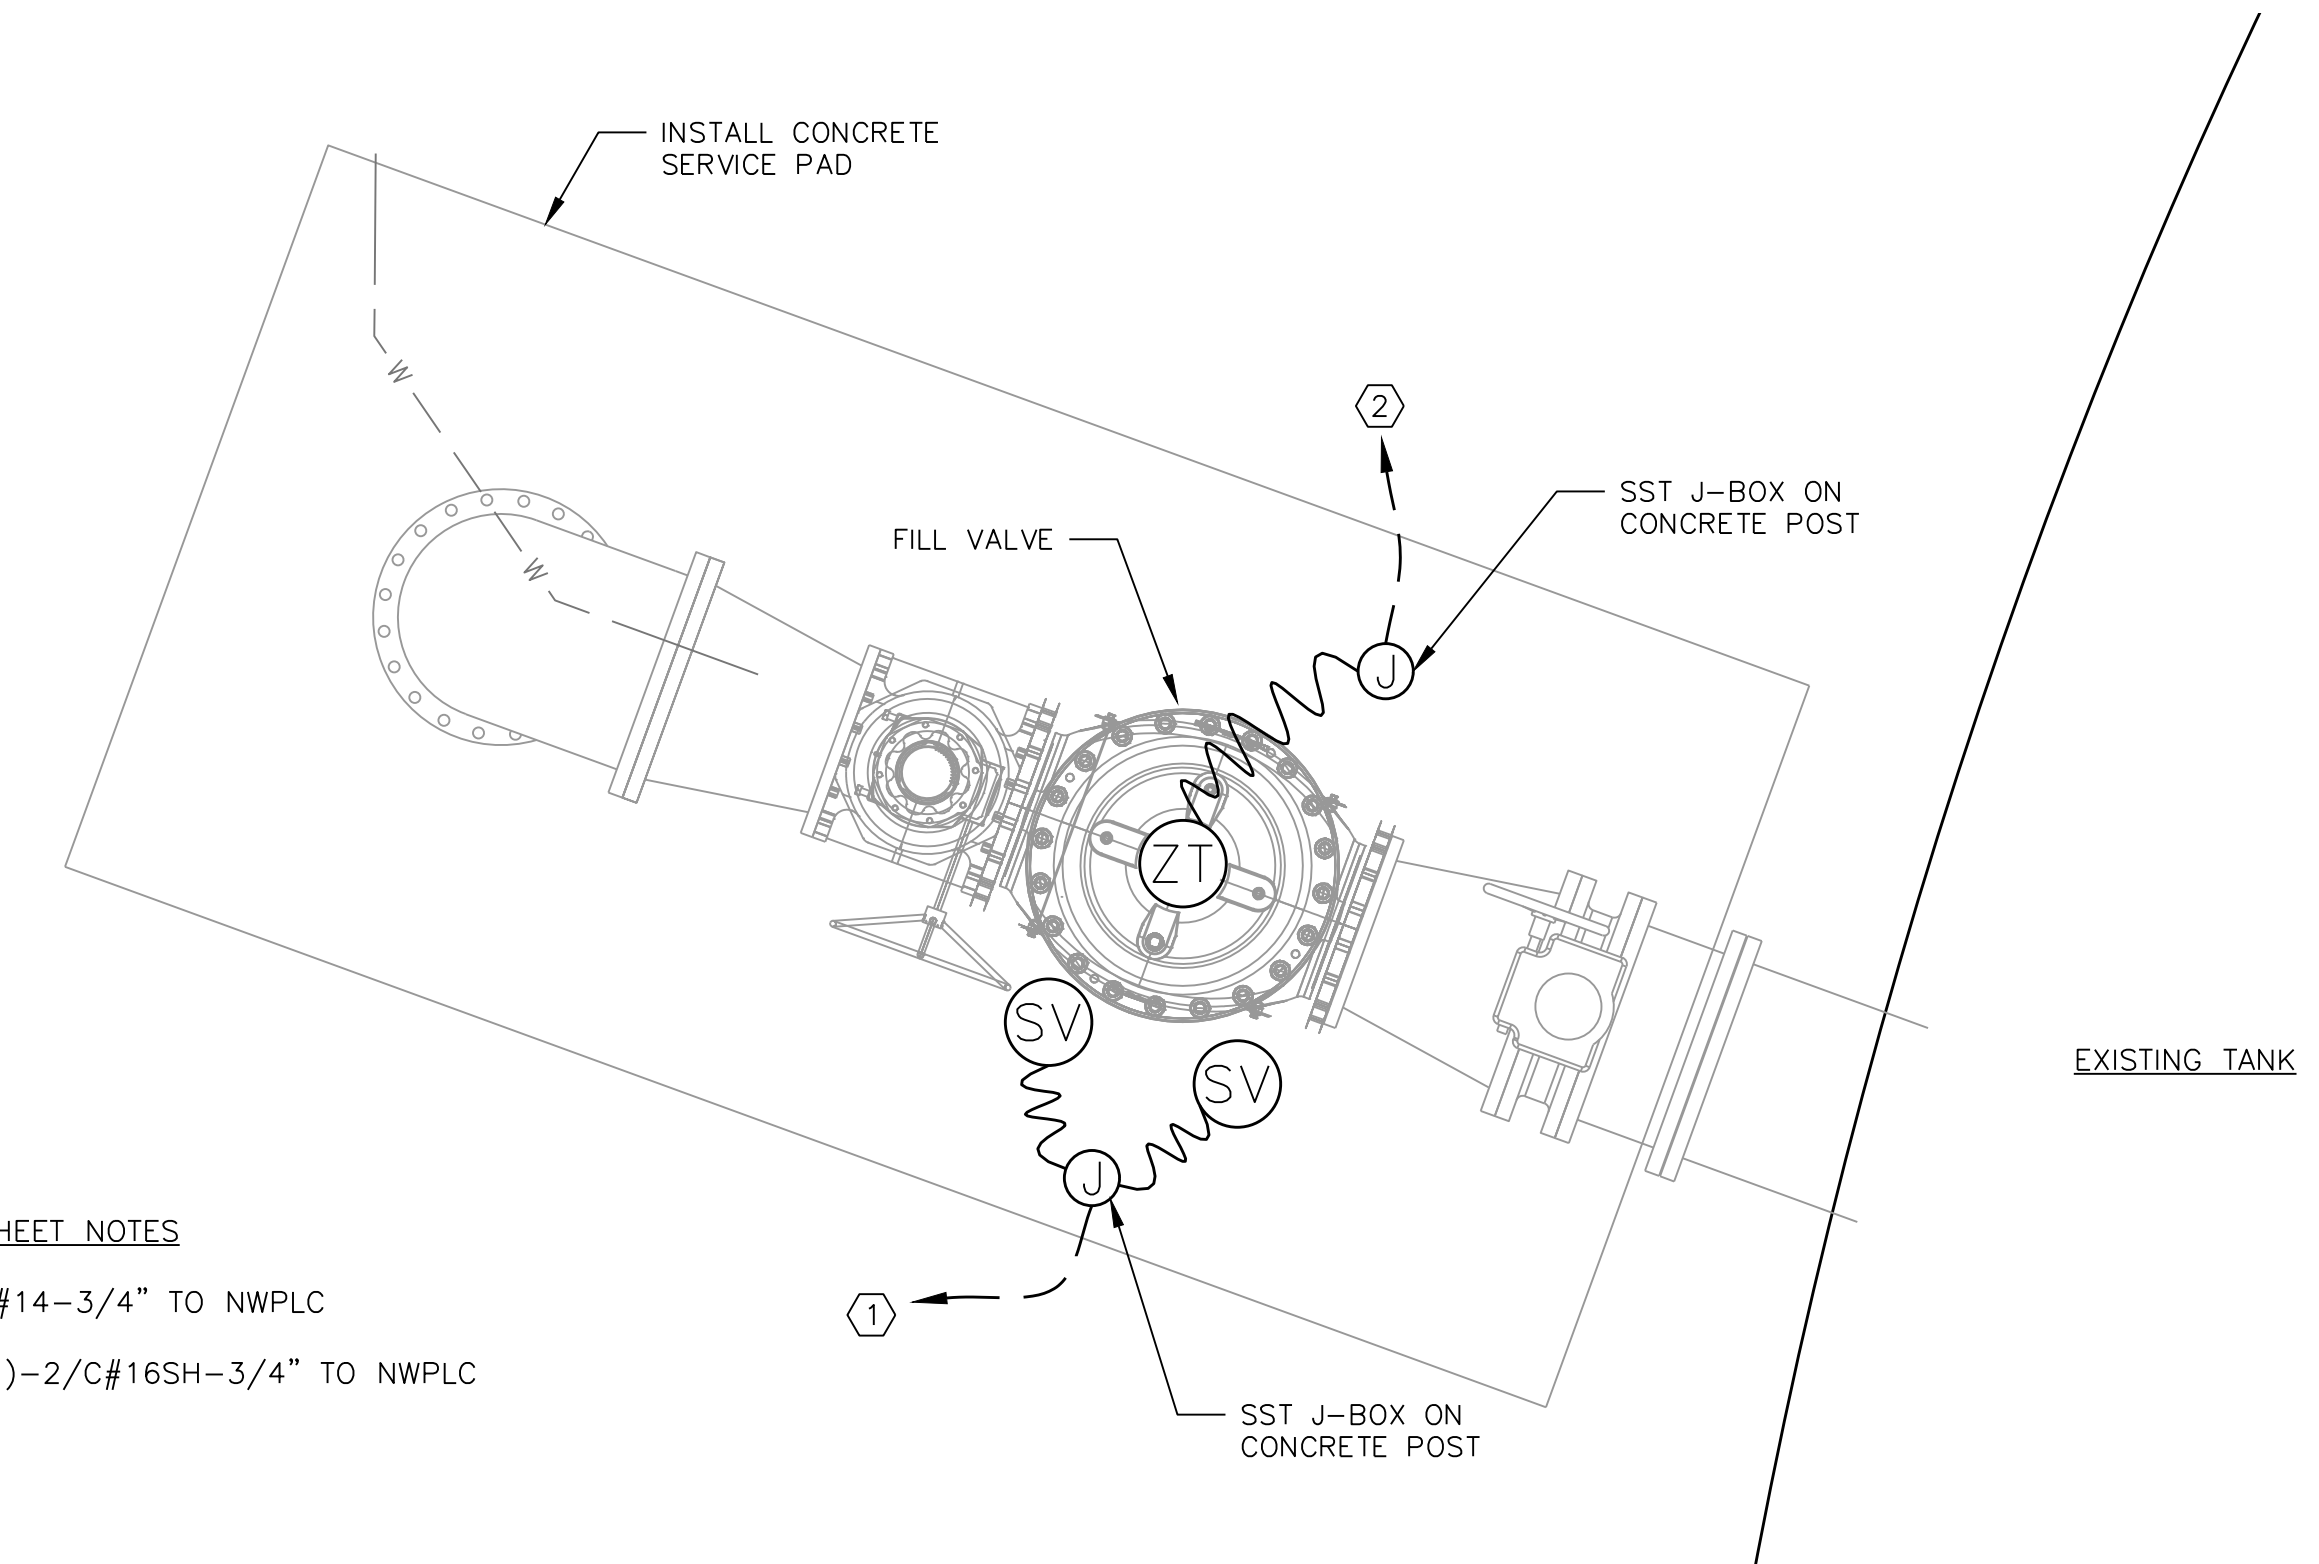 INSTALL CONCRETE
SERVICE PAD
W
2
SST J-BOX ON
CONCRETE POST
FILL VALVE
W
J
ZT
SV
SV
EXISTING TANK
J
HEET NOTES
#14-3/4" TO NWPLC
1
)-2/C#16SH-3/4" TO NWPLC
SST J-BOX ON
CONCRETE POST